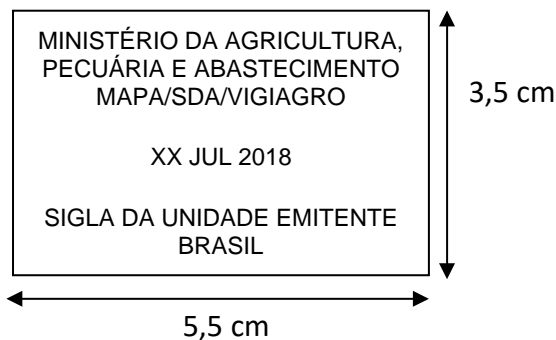 MINISTÉRIO DA AGRICULTURA,
PECUÁRIA E ABASTECIMENTO
MAPA/SDA/VIGIAGRO
XX JUL 2018
SIGLA DA UNIDADE EMITENTE
BRASIL
3,5 cm
5,5 cm